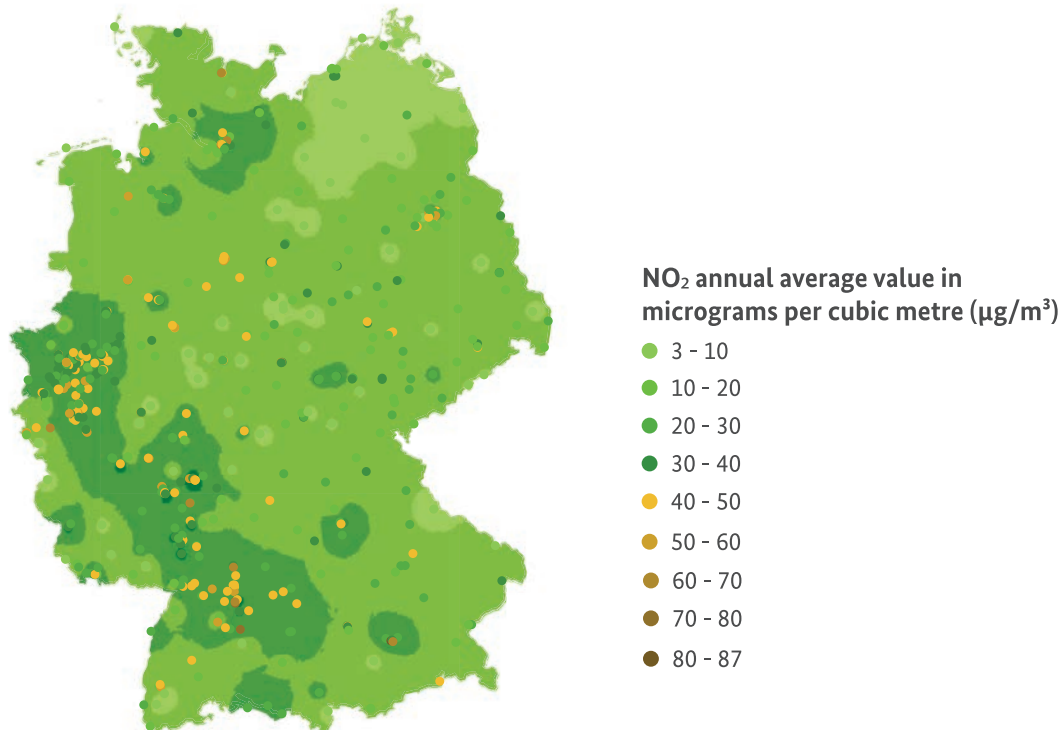 NO₂ annual average value in
micrograms per cubic metre (µg/m³)
3 - 10
10 - 20
20 - 30
30 - 40
40 - 50
50 - 60
60 - 70
70 - 80
80 - 87